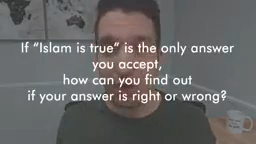 If “Islam is true“ is the only answer
you accept,
how can you find out
if your answer is right or wrong?